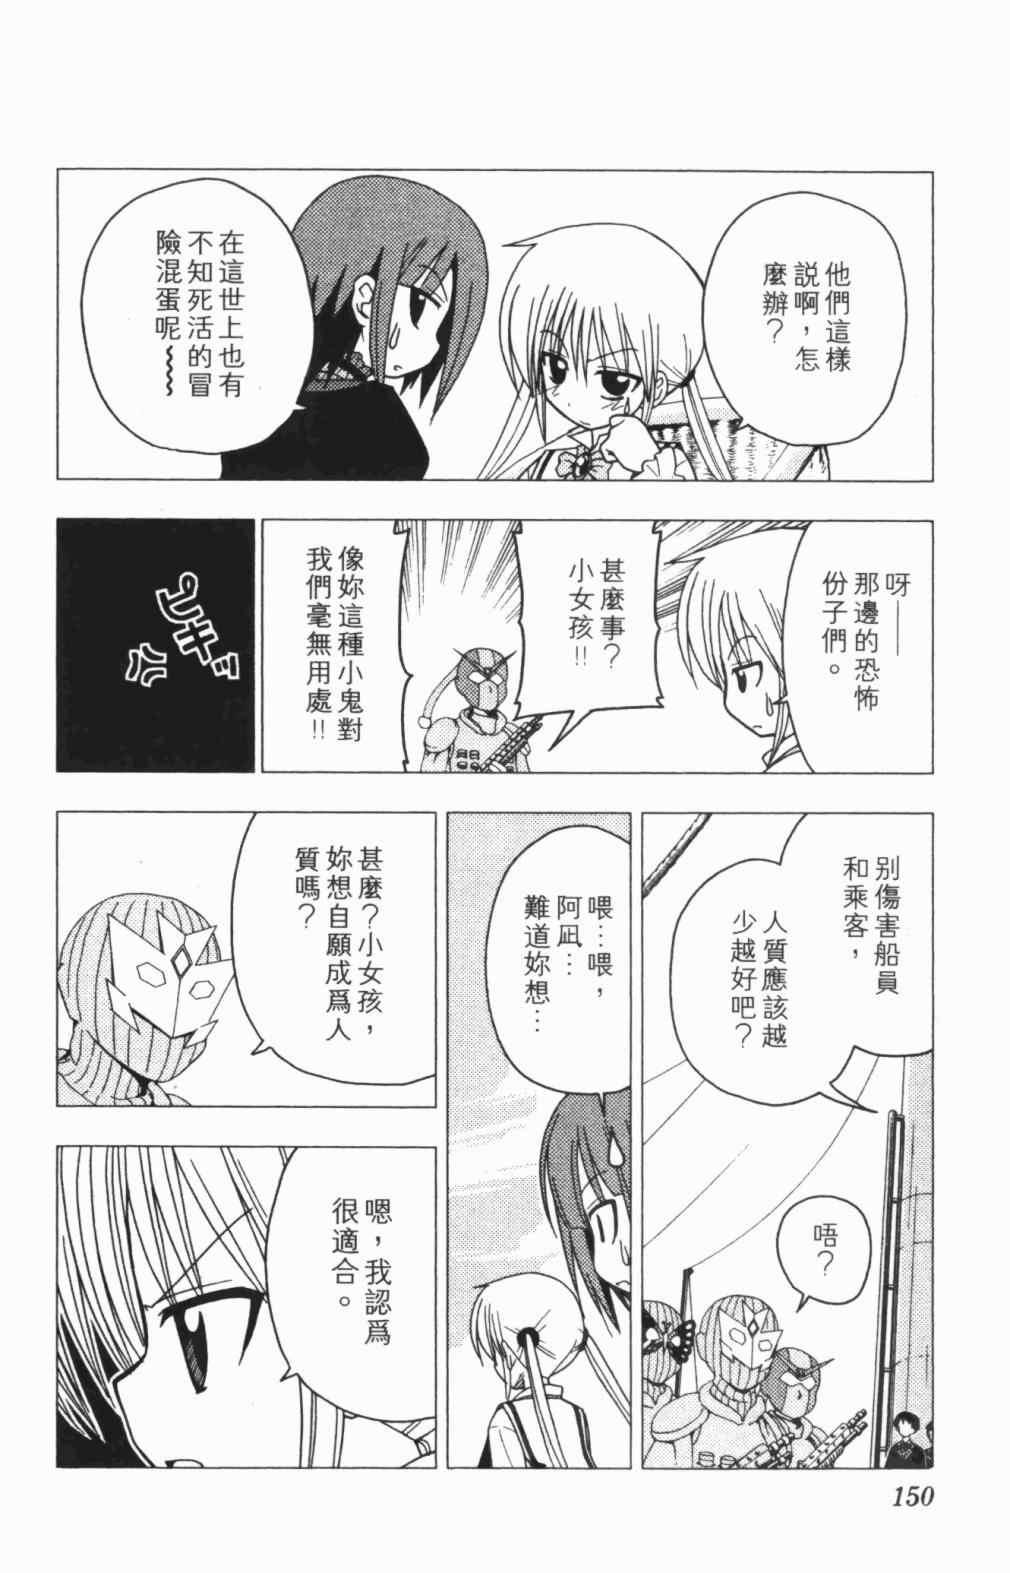 他們這樣
説啊，怎
麼辦？
在這世上也有
不知死活的冒
險混蛋呢~~
呀——
那邊的恐怖
份子們。
甚麼事？
小女孩!!
像妳這種小鬼對
我們毫無用處!!
ピキッ
别傷害船員
和乘客，
人質應該越
少越好吧？
唔？
喂…喂，
阿凪…
難道妳想…
甚麼？小女孩，
妳想自願成爲人
質嗎？
嗯，我認爲
很適合。
150